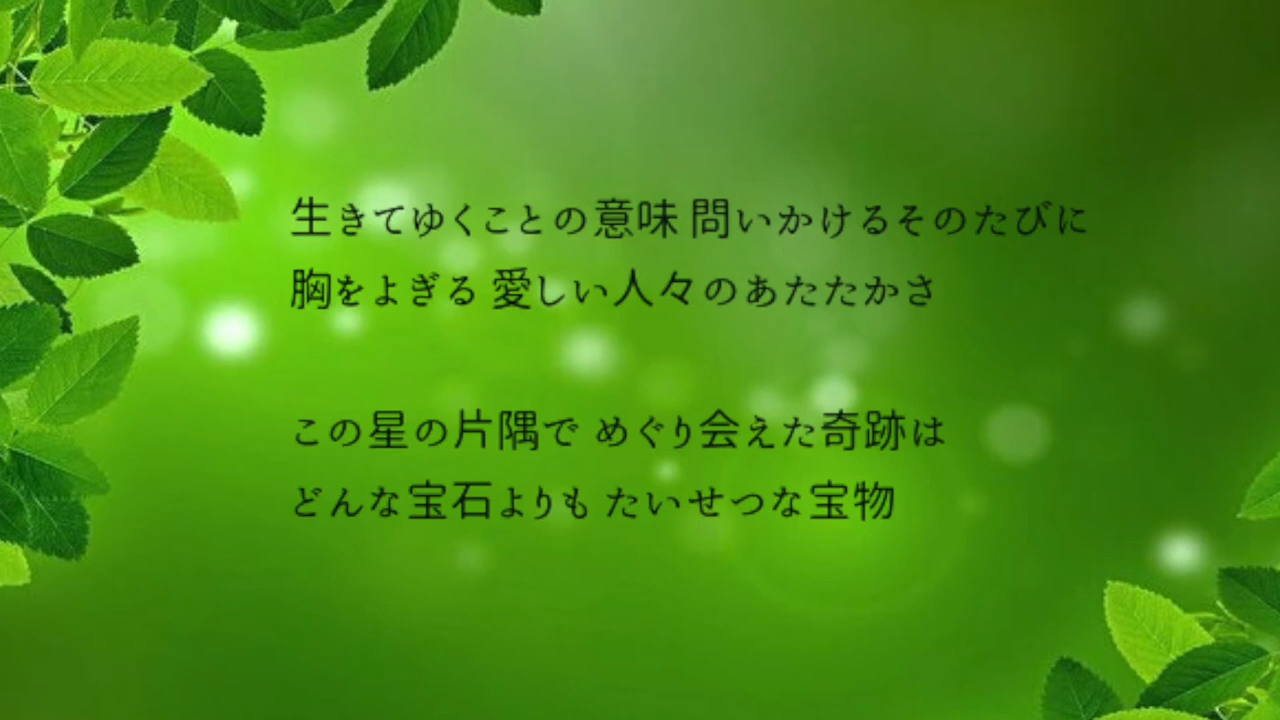 生きてゆくことの意味 問いかけるそのたびに
胸をよぎる 愛しい人々のあたたかさ
この星の片隅で めぐり会えた奇跡は
どんな宝石よりも たいせつな宝物